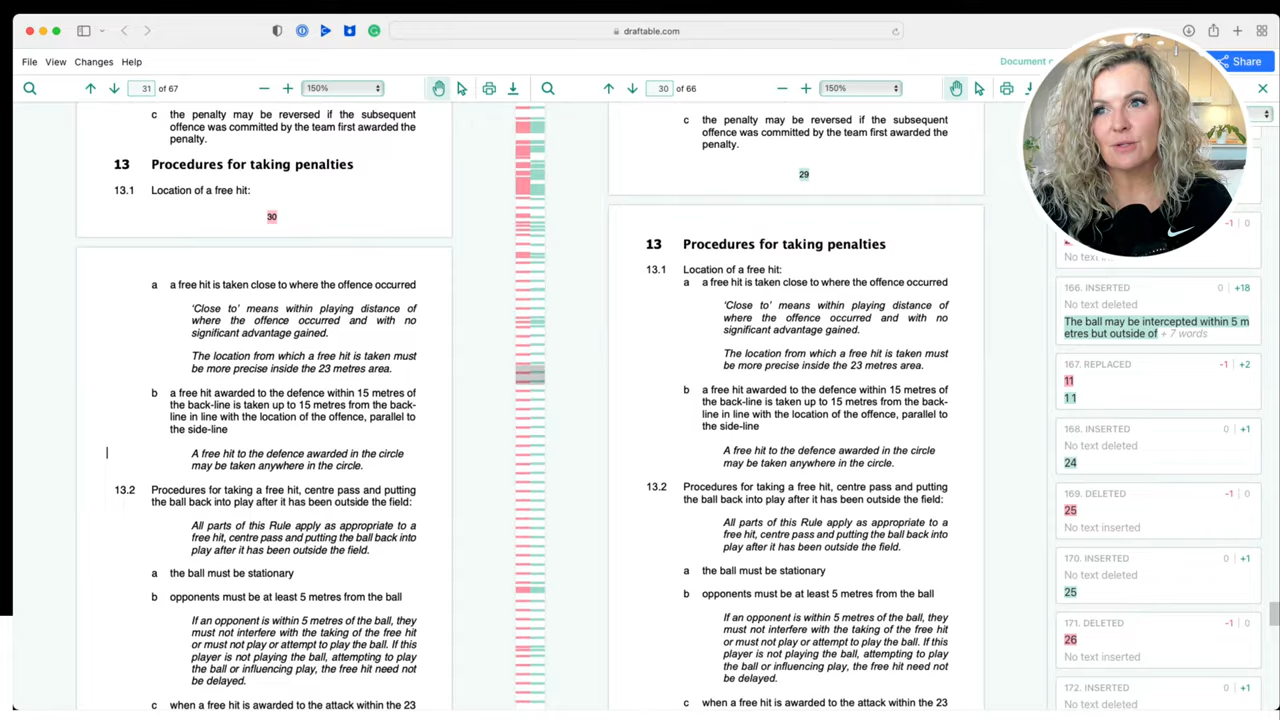 draftable.com
File View Changes Help
Document
Share
31 of 67
150%
30 of 66
150%
c the penalty may be reversed if the subsequent
offence was committed by the team first awarded the
penalty.
13 Procedures for taking penalties
13.1 Location of a free hit:
30
a a free hit is taken close to where the offence occurred
‘Close to’ means within playing distance of
where the offence occurred and with no
significant advantage gained.
The location from which a free hit is taken must
be more precise inside the 23 metres area.
b a free hit awarded to the defence within 15 metres of
the back-line is taken up to 15 metres from the back-
line in line with the location of the offence, parallel to
the side-line
A free hit to the defence awarded in the circle
may be taken anywhere in the circle.
13.2 Procedures for taking a free hit, centre pass and putting
the ball back into play after it has been outside the field:
All parts of this Rule apply as appropriate to a
free hit, centre pass and putting the ball back into
play after it has been outside the field.
a the ball must be stationary
b opponents must be at least 5 metres from the ball
If an opponent is within 5 metres of the ball, they
must not interfere with the taking of the free hit
or must not play or attempt to play the ball. If this
player is not playing the ball, attempting to play
the ball or influencing play, the free hit need not
be delayed.
c when a free hit is awarded to the attack within the 23
c the penalty may be reversed if the subsequent
offence was committed by the team first awarded the
penalty.
29
13 Procedures for taking penalties
13.1 Location of a free hit:
a a free hit is taken close to where the offence occurred
‘Close to’ means within playing distance of
where the offence occurred and with no
significant advantage gained.
The location from which a free hit is taken must
be more precise inside the 23 metres area.
b a free hit awarded to the defence within 15 metres of
the back-line is taken up to 15 metres from the back-
line in line with the location of the offence, parallel to
the side-line
A free hit to the defence awarded in the circle
may be taken anywhere in the circle.
13.2 Procedures for taking a free hit, centre pass and putting
the ball back into play after it has been outside the field:
All parts of this Rule apply as appropriate to a
free hit, centre pass and putting the ball back into
play after it has been outside the field.
a the ball must be stationary
b opponents must be at least 5 metres from the ball
If an opponent is within 5 metres of the ball, they
must not interfere with the taking of the free hit
or must not play or attempt to play the ball. If this
player is not playing the ball, attempting to play
the ball or influencing play, the free hit need not
be delayed.
c when a free hit is awarded to the attack within the 23
-1 0
No text
166. INSERTED 0 +18
No text deleted
The ball may be intercepted within 5 m
etres but outside of + 7 words
167. REPLACED -1 +2
11
1 1
168. INSERTED 0 +1
No text deleted
24
169. DELETED -1 0
25
No text inserted
170. INSERTED 0 +1
No text deleted
25
171. DELETED -1 0
26
No text inserted
172. INSERTED 0 +1
No text deleted